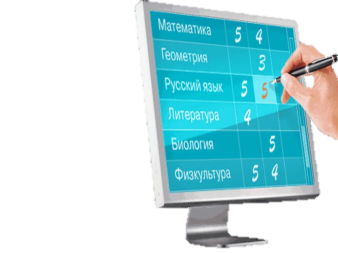 Математика 5 4
Геометрия 3
Русский язык 5 5
Литература 4
Биология 5
Физкультура 5 4